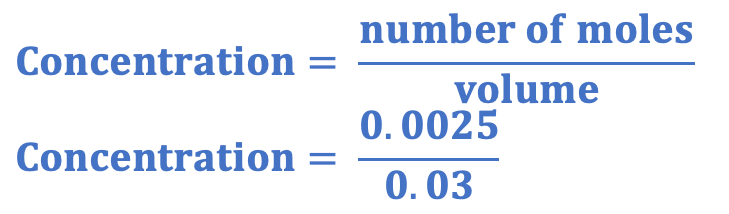 Concentration = number of moles / volume
Concentration = 0.0025 / 0.03